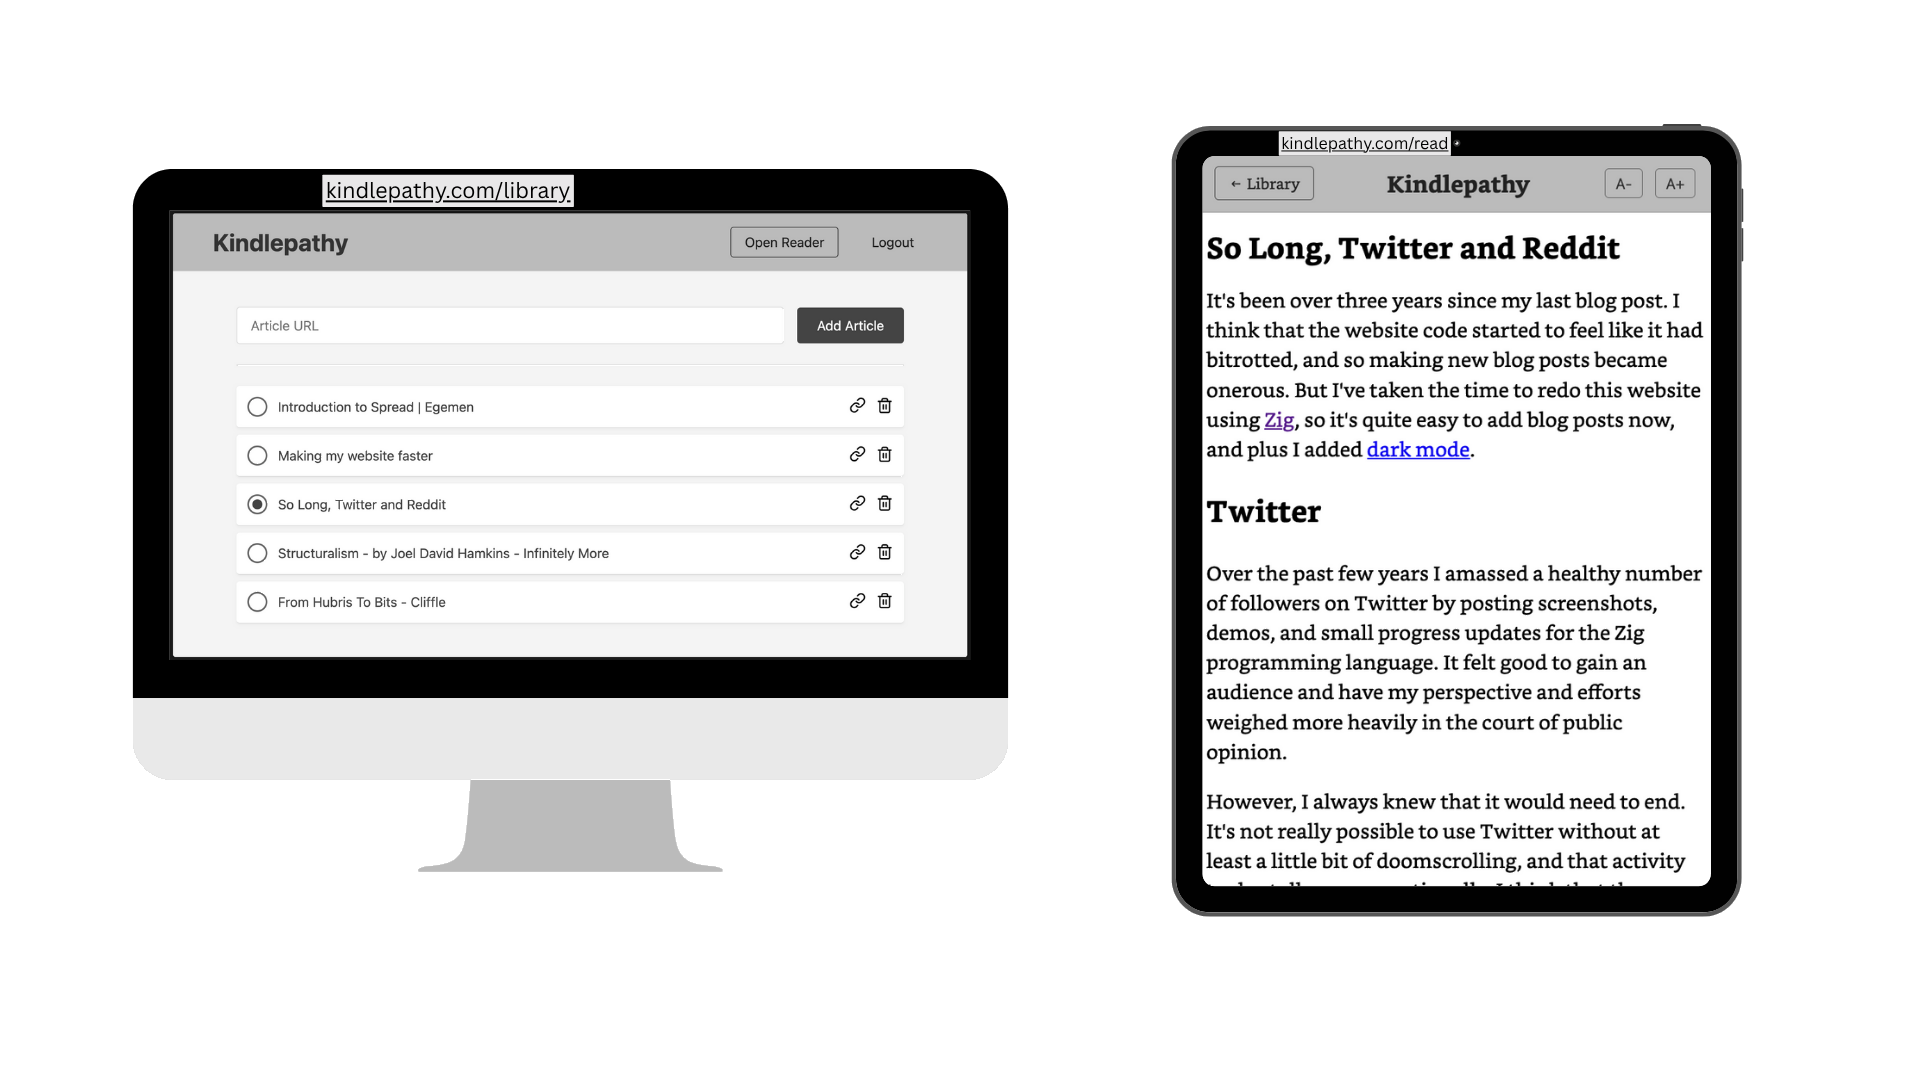 kindlepathy.com/library
Kindlepathy
Open Reader
Logout
Article URL
Add Article
Introduction to Spread | Egemen
Making my website faster
So Long, Twitter and Reddit
Structuralism - by Joel David Hamkins - Infinitely More
From Hubris To Bits - Cliffle
kindlepathy.com/read
← Library
Kindlepathy
A-
A+
So Long, Twitter and Reddit
It's been over three years since my last blog post. I
think that the website code started to feel like it had
bitrotted, and so making new blog posts became
onerous. But I've taken the time to redo this website
using Zig, so it's quite easy to add blog posts now,
and plus I added dark mode.
Twitter
Over the past few years I amassed a healthy number
of followers on Twitter by posting screenshots,
demos, and small progress updates for the Zig
programming language. It felt good to gain an
audience and have my perspective and efforts
weighed more heavily in the court of public
opinion.
However, I always knew that it would need to end.
It's not really possible to use Twitter without at
least a little bit of doomscrolling, and that activity